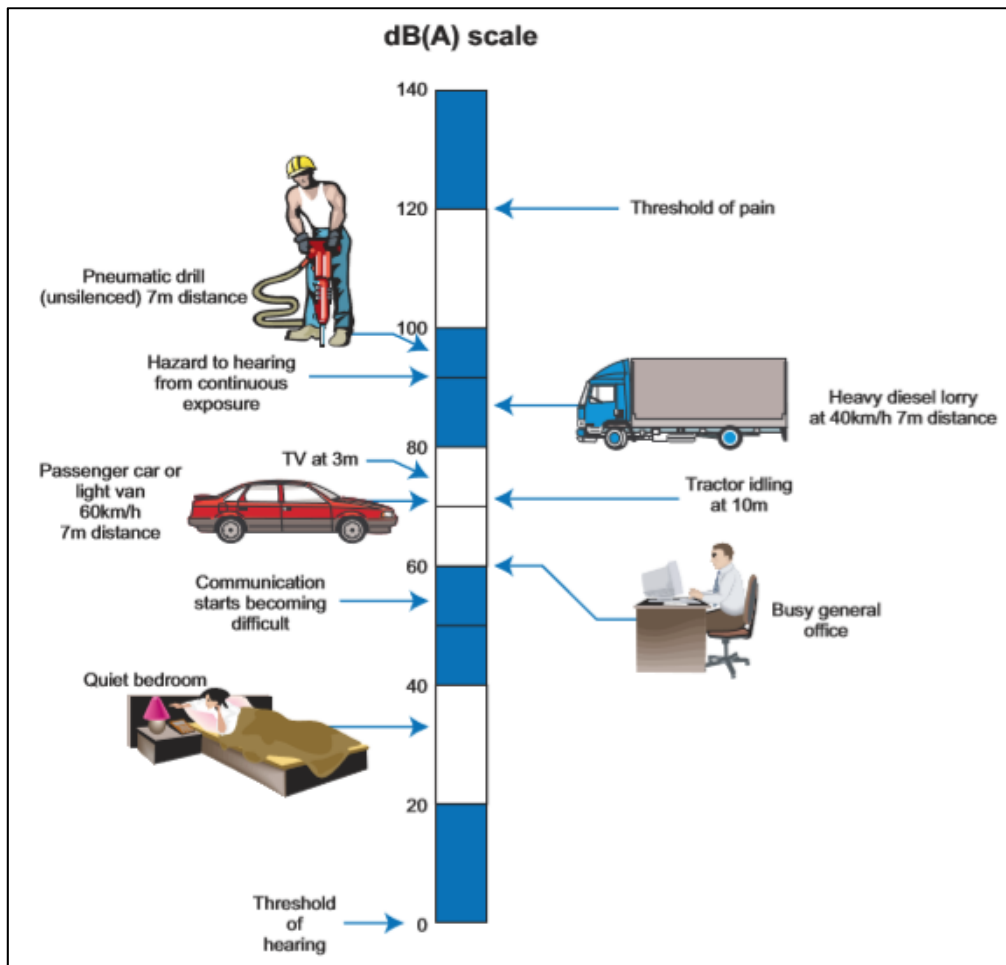 dB(A) scale
140
120
Threshold of pain
Pneumatic drill
(unsilenced) 7m distance
100
Hazard to hearing
from continuous
exposure
Heavy diesel lorry
at 40km/h 7m distance
80
TV at 3m
Passenger car or
light van
60km/h
7m distance
Tractor idling
at 10m
60
Communication
starts becoming
difficult
Busy general
office
Quiet bedroom
40
20
Threshold
of
hearing
0